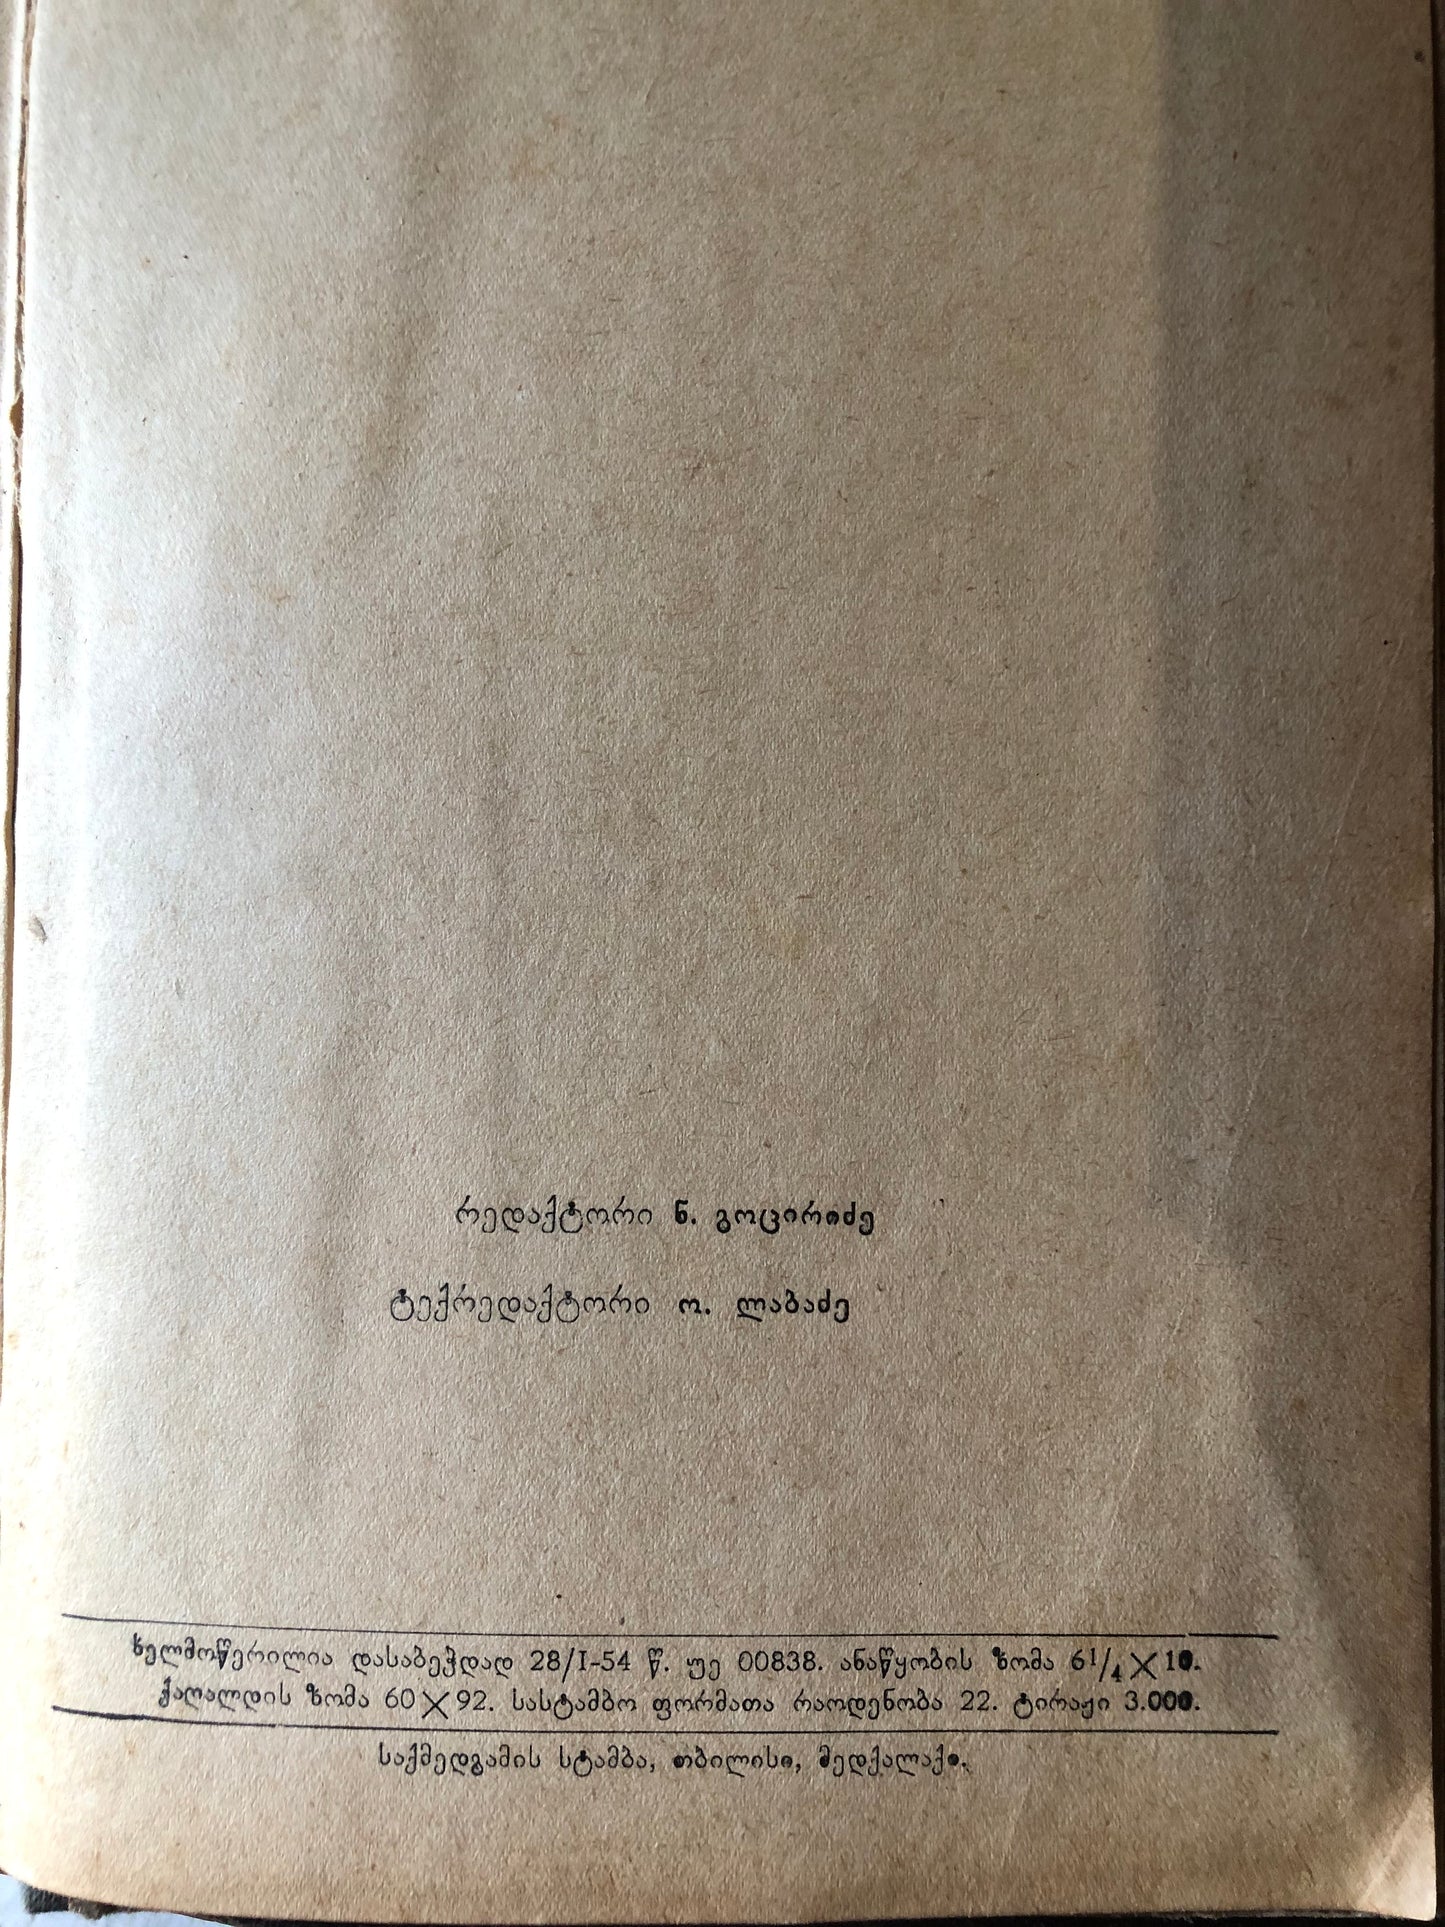 რედაქტორი ნ. გოცირიძე
ტექრედაქტორი ო. ლაბაძე
ხელმოწერილია დასაბეჭდად 28/I-54 წ. უე 00838. ანაწყობის ზომა 6¹/₄×10.
ქაღალდის ზომა 60×92. სასტამბო ფორმათა რაოდენობა 22. ტირაჟი 3.000.
საქმედგამის სტამბა, თბილისი, მედქალაქი.